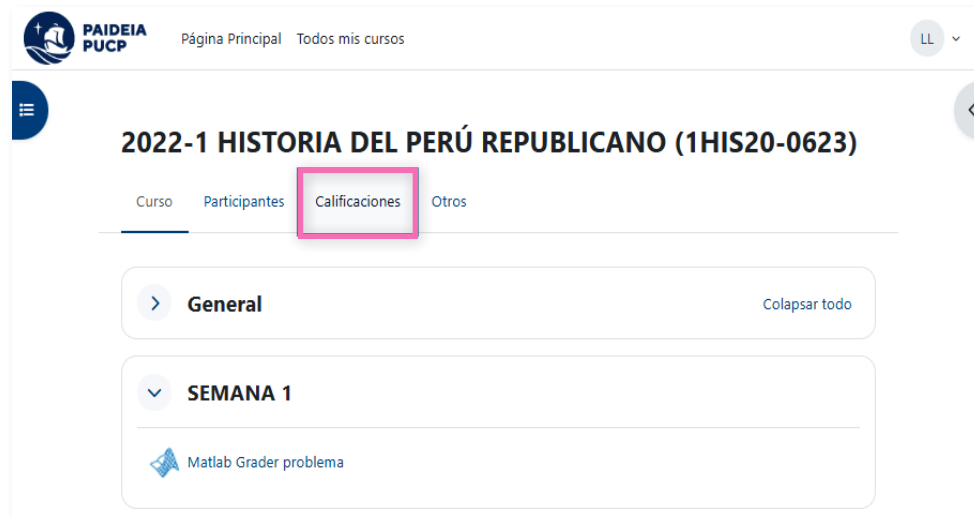 PAIDEIA
PUCP
Página Principal Todos mis cursos
LL
2022-1 HISTORIA DEL PERÚ REPUBLICANO (1HIS20-0623)
Curso Participantes Calificaciones Otros
General Colapsar todo
SEMANA 1
Matlab Grader problema